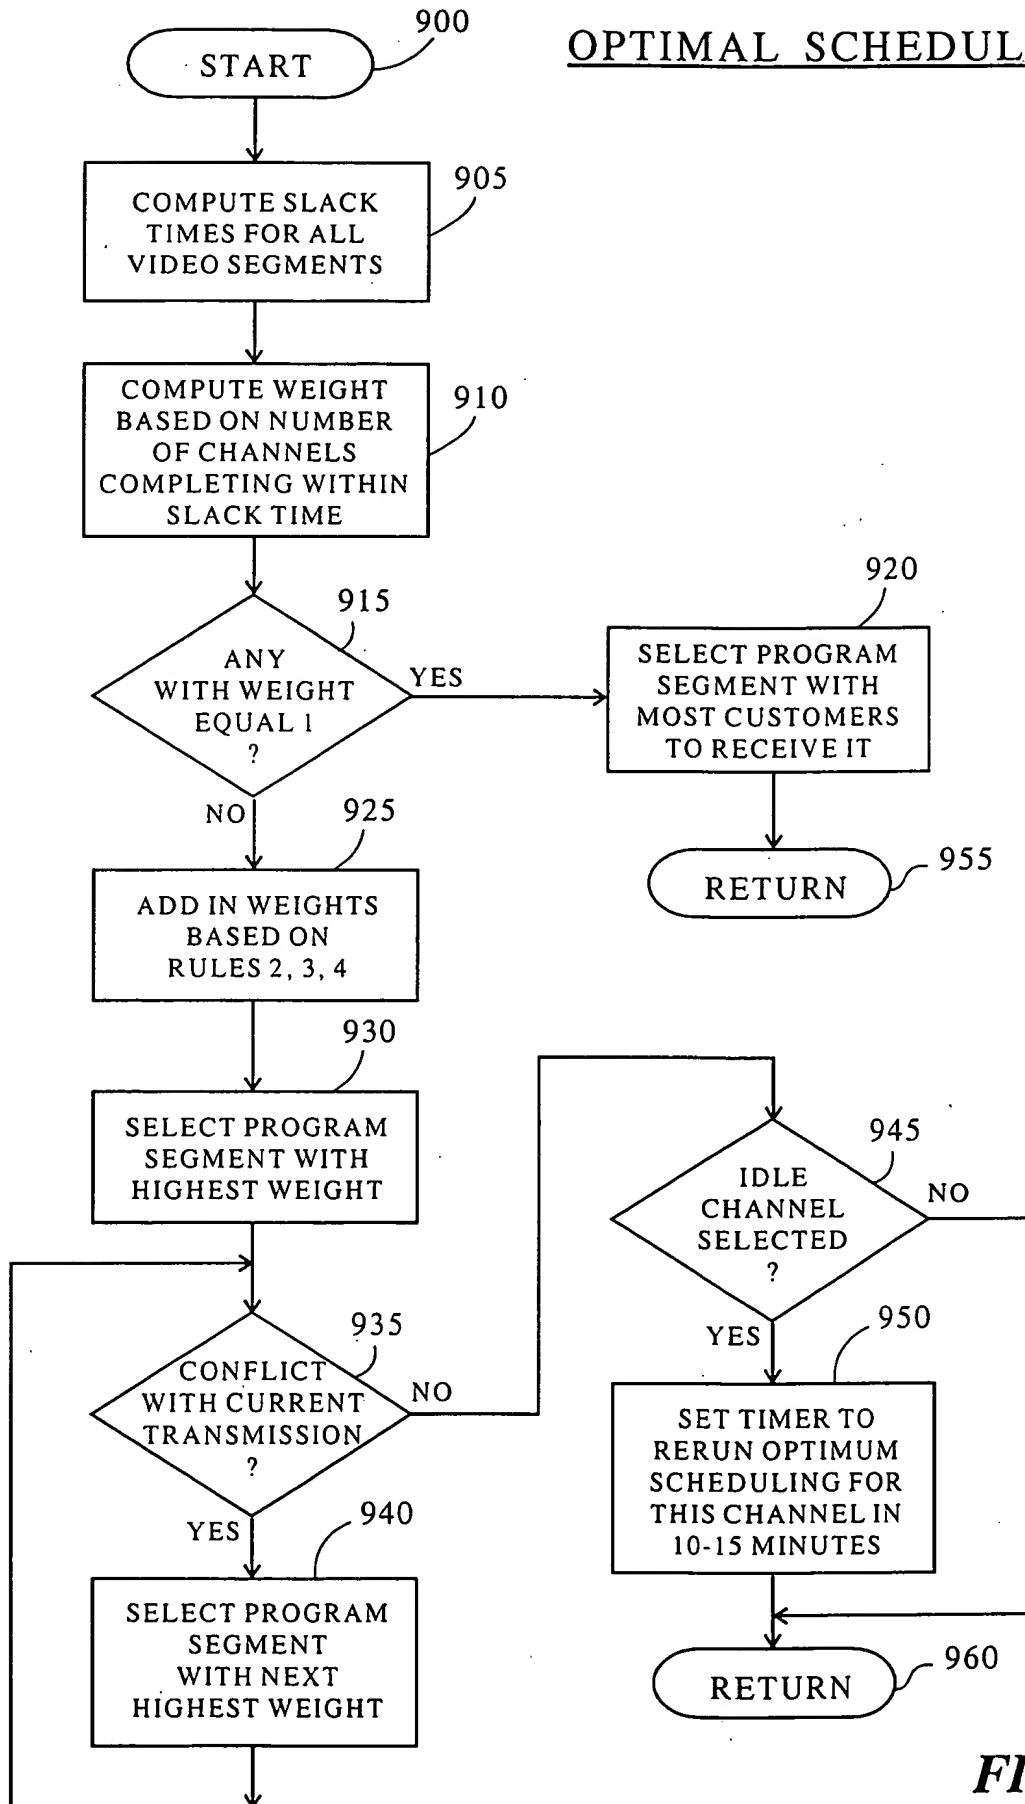 OPTIMAL SCHEDUL
900
START
905
COMPUTE SLACK
TIMES FOR ALL
VIDEO SEGMENTS
910
COMPUTE WEIGHT
BASED ON NUMBER
OF CHANNELS
COMPLETING WITHIN
SLACK TIME
915
ANY
WITH WEIGHT
EQUAL 1
?
YES
NO
920
SELECT PROGRAM
SEGMENT WITH
MOST CUSTOMERS
TO RECEIVE IT
955
RETURN
925
ADD IN WEIGHTS
BASED ON
RULES 2, 3, 4
930
SELECT PROGRAM
SEGMENT WITH
HIGHEST WEIGHT
935
CONFLICT
WITH CURRENT
TRANSMISSION
?
NO
YES
940
SELECT PROGRAM
SEGMENT
WITH NEXT
HIGHEST WEIGHT
945
IDLE
CHANNEL
SELECTED
?
NO
YES
950
SET TIMER TO
RERUN OPTIMUM
SCHEDULING FOR
THIS CHANNEL IN
10-15 MINUTES
960
RETURN
FI